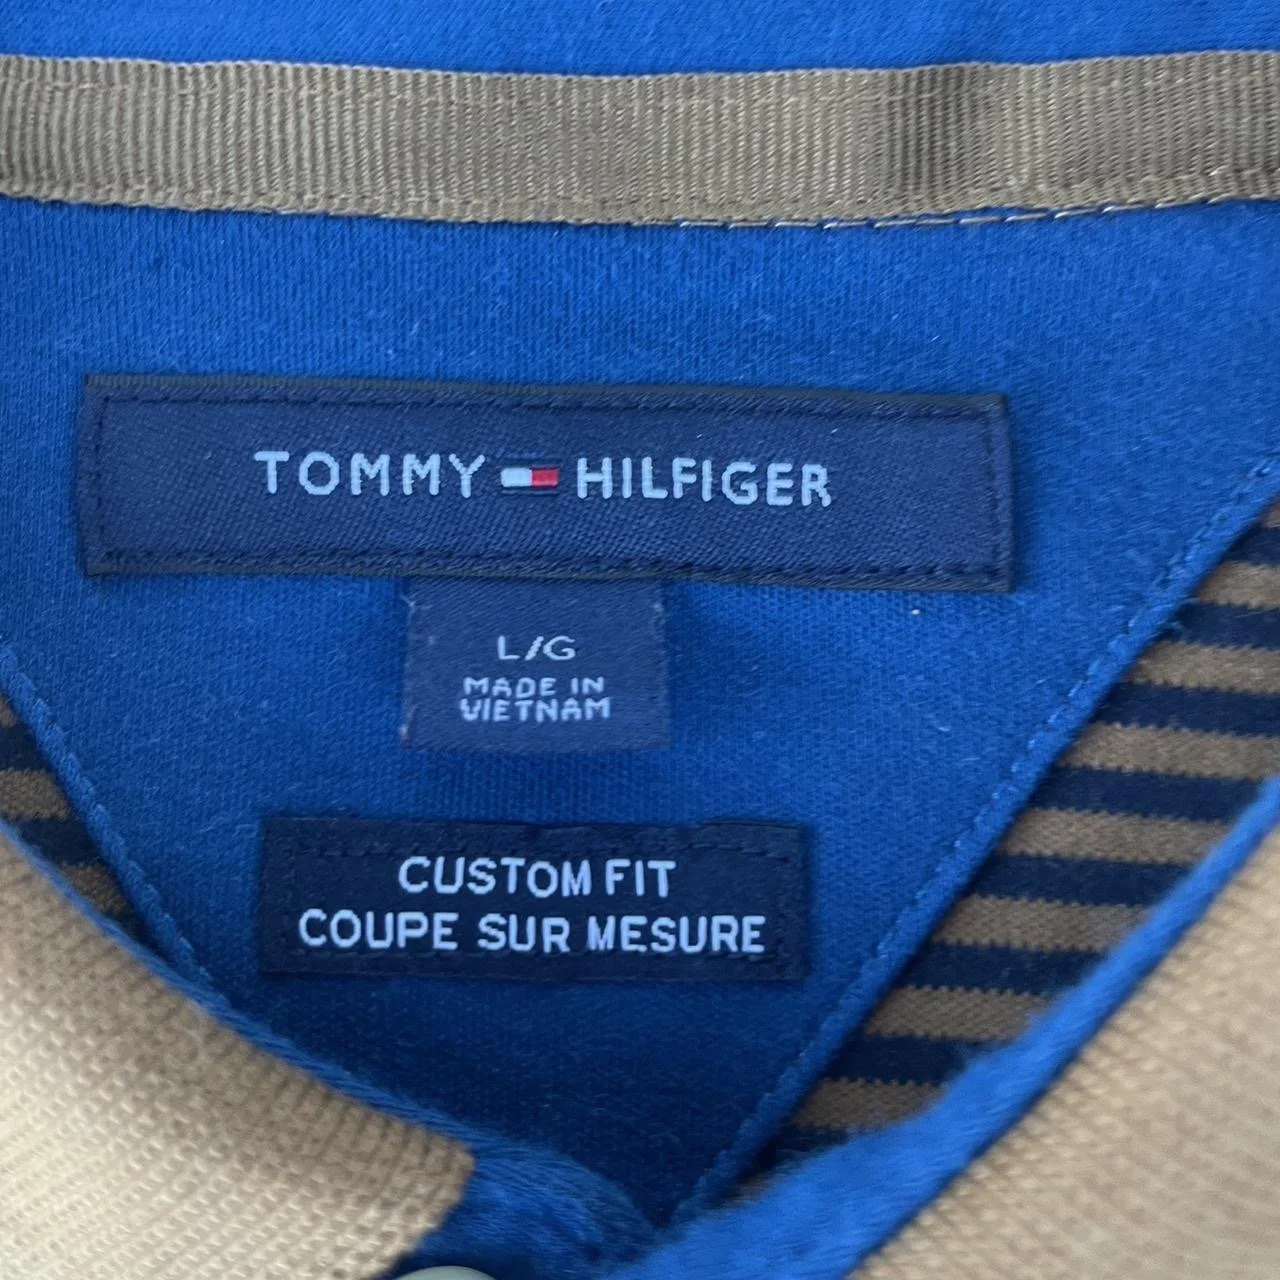 TOMMY HILFIGER
L/G
MADE IN
VIETNAM
CUSTOM FIT
COUPE SUR MESURE